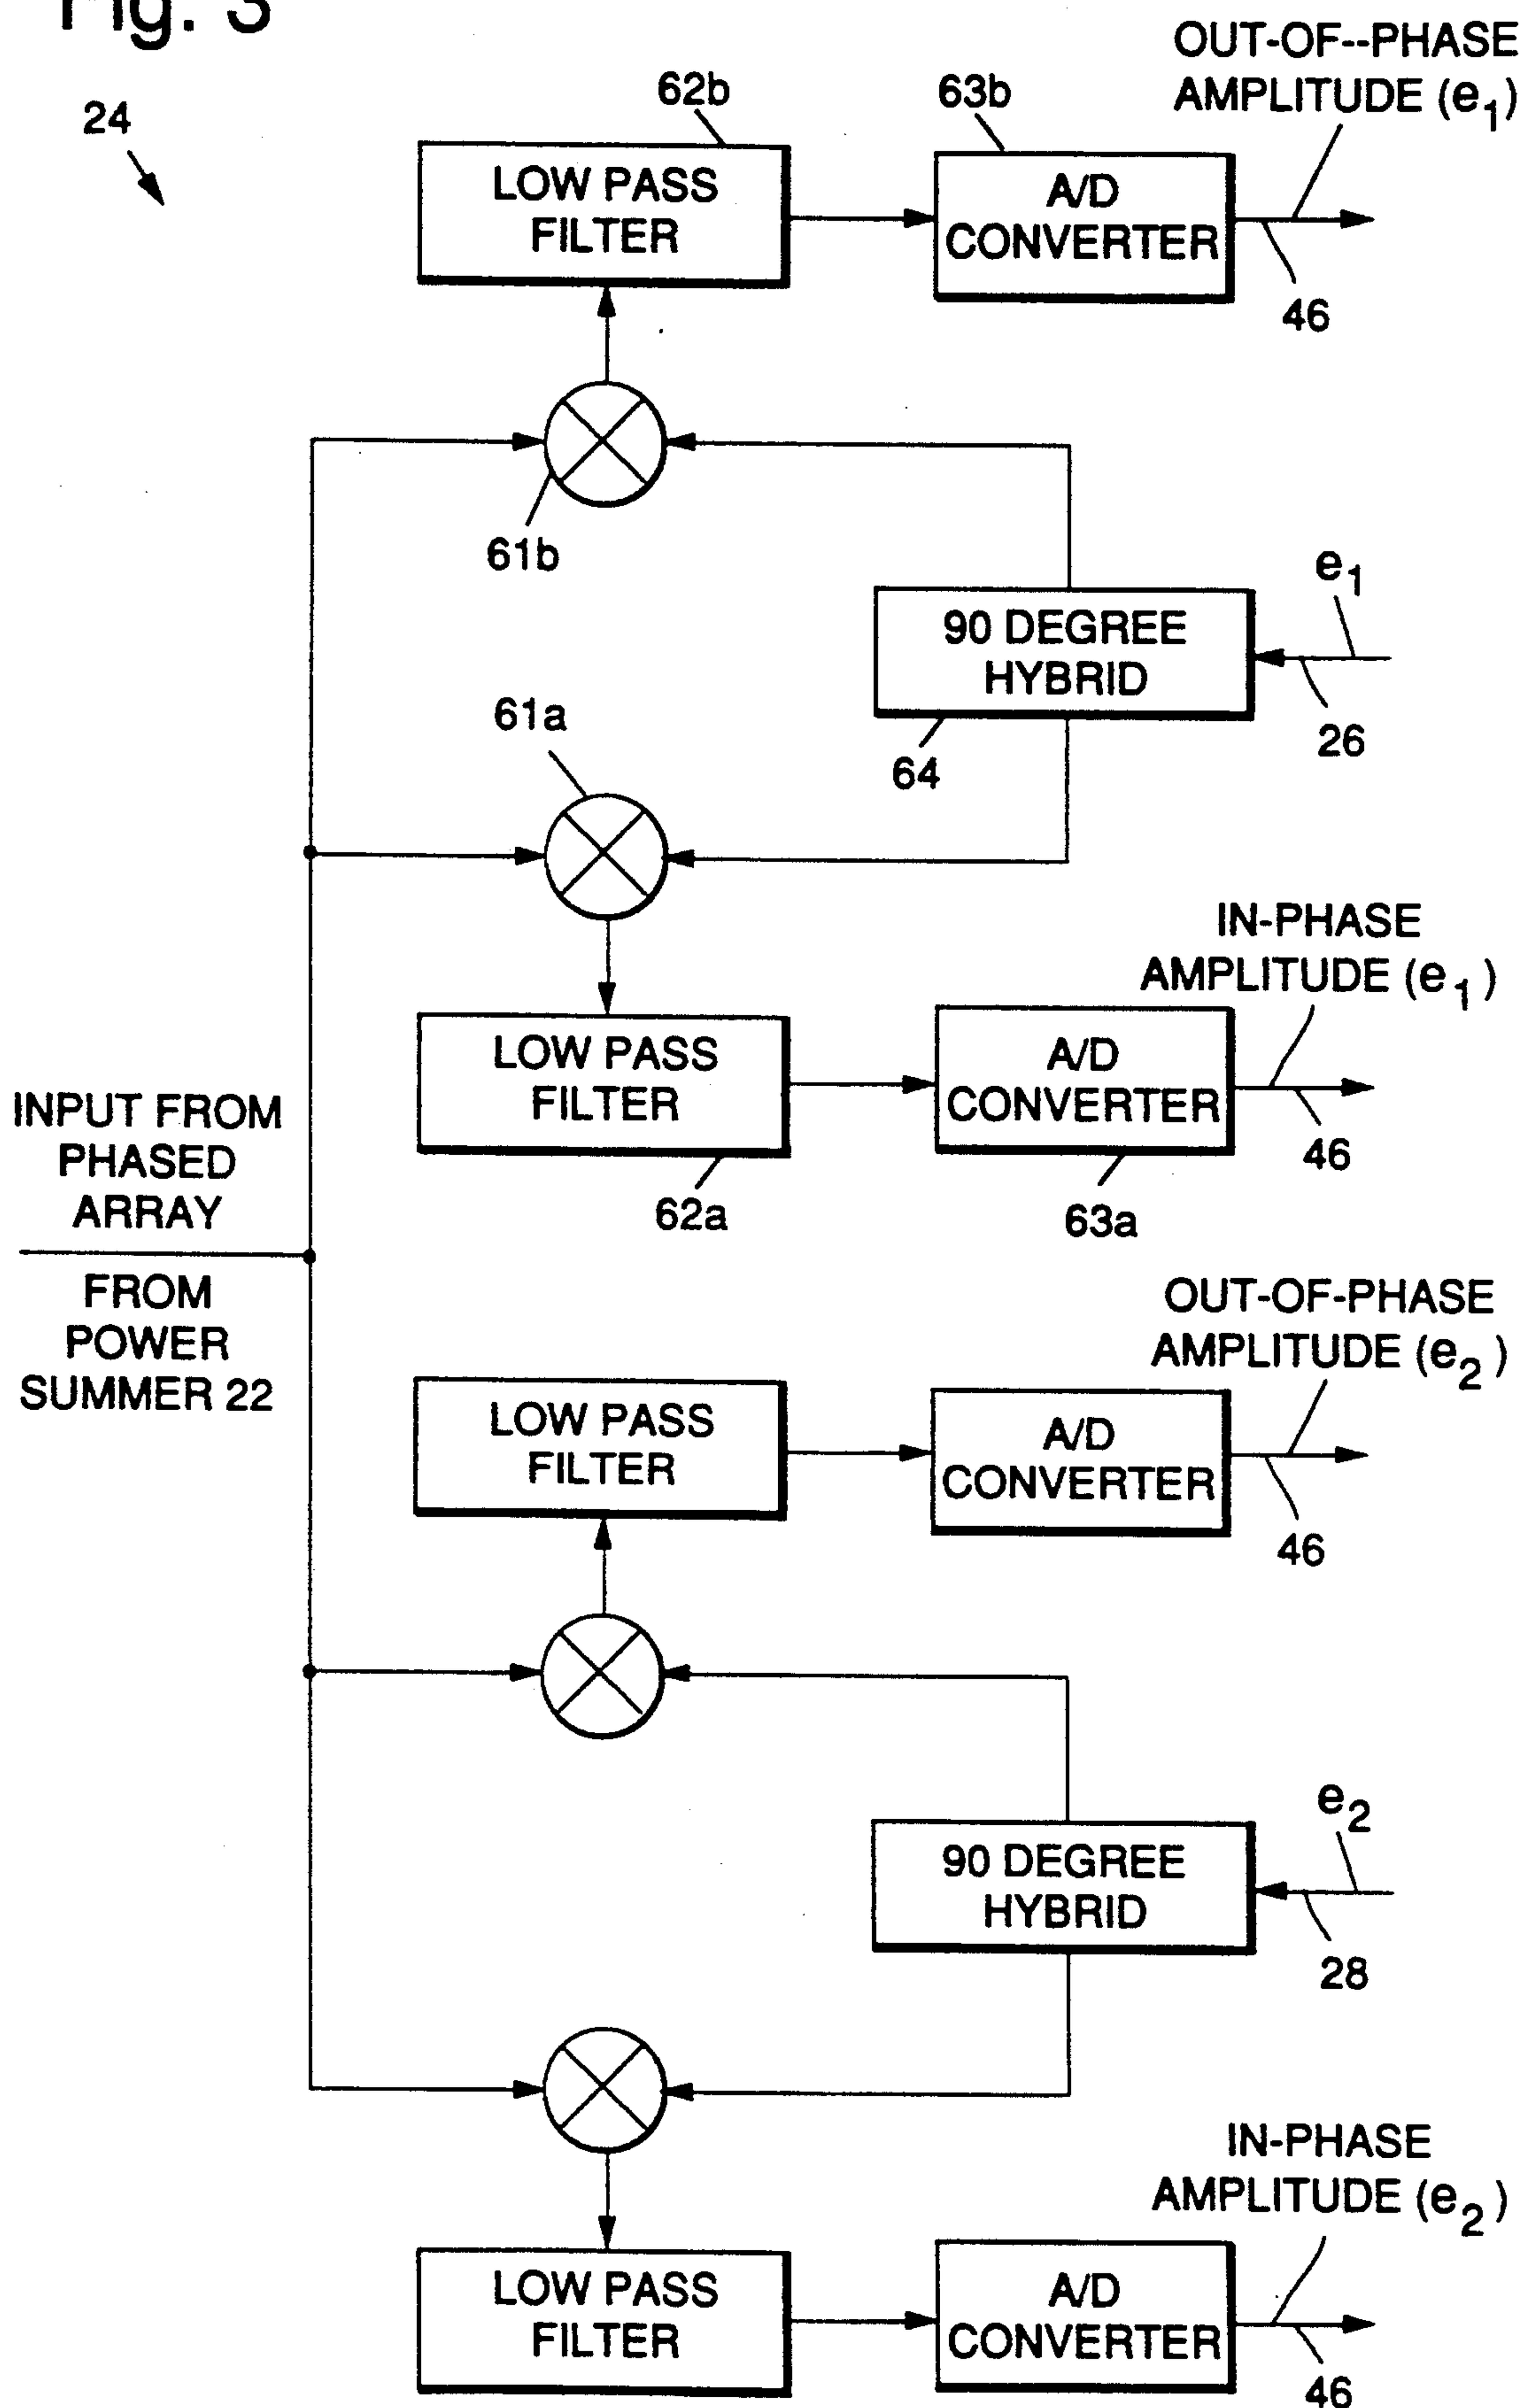 Fig. 3
24
62b
63b
OUT-OF--PHASE
AMPLITUDE (e1)
LOW PASS
FILTER
A/D
CONVERTER
46
61b
e1
90 DEGREE
HYBRID
26
64
61a
IN-PHASE
AMPLITUDE (e1)
LOW PASS
FILTER
A/D
CONVERTER
46
62a
63a
INPUT FROM
PHASED
ARRAY
FROM
POWER
SUMMER 22
OUT-OF-PHASE
AMPLITUDE (e2)
LOW PASS
FILTER
A/D
CONVERTER
46
e2
90 DEGREE
HYBRID
28
IN-PHASE
AMPLITUDE (e2)
LOW PASS
FILTER
A/D
CONVERTER
46